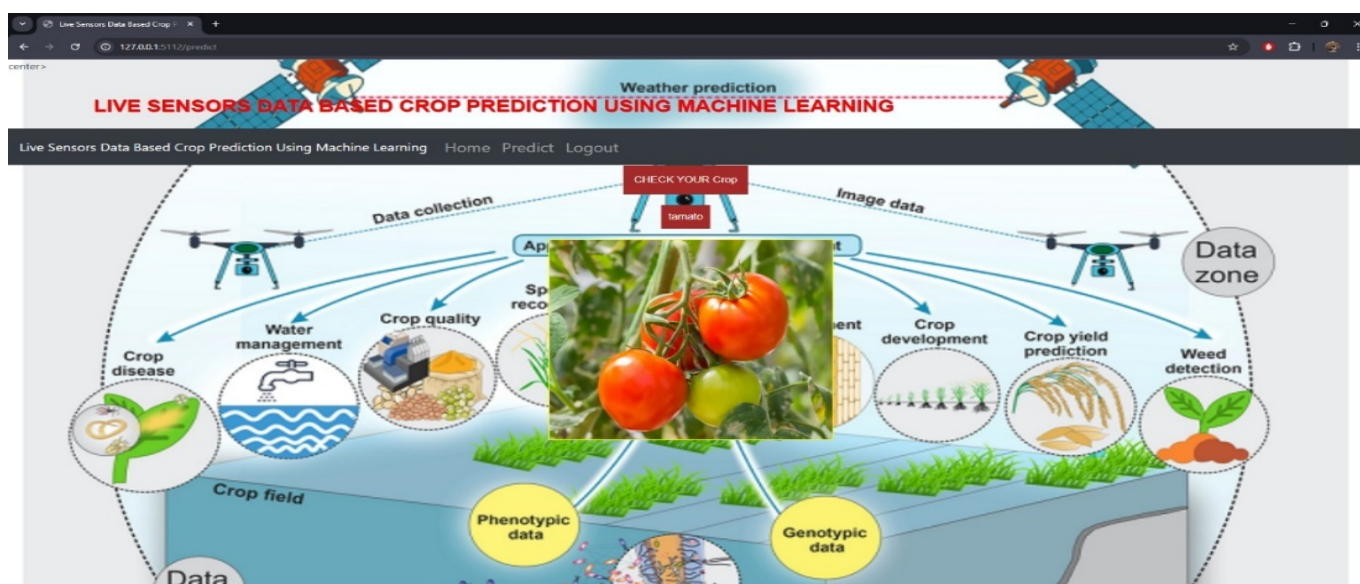 Live Sensors Data Based Crop P
127.0.0.1:5112/predict
center>
Weather prediction
LIVE SENSORS DATA BASED CROP PREDICTION USING MACHINE LEARNING
Live Sensors Data Based Crop Prediction Using Machine Learning Home Predict Logout
CHECK YOUR Crop
Data collection
Image data
tamato
Data
zone
Crop quality
Water
management
Crop
development
Crop yield
prediction
Crop
disease
Weed
detection
Crop field
Phenotypic
data
Genotypic
data
Data